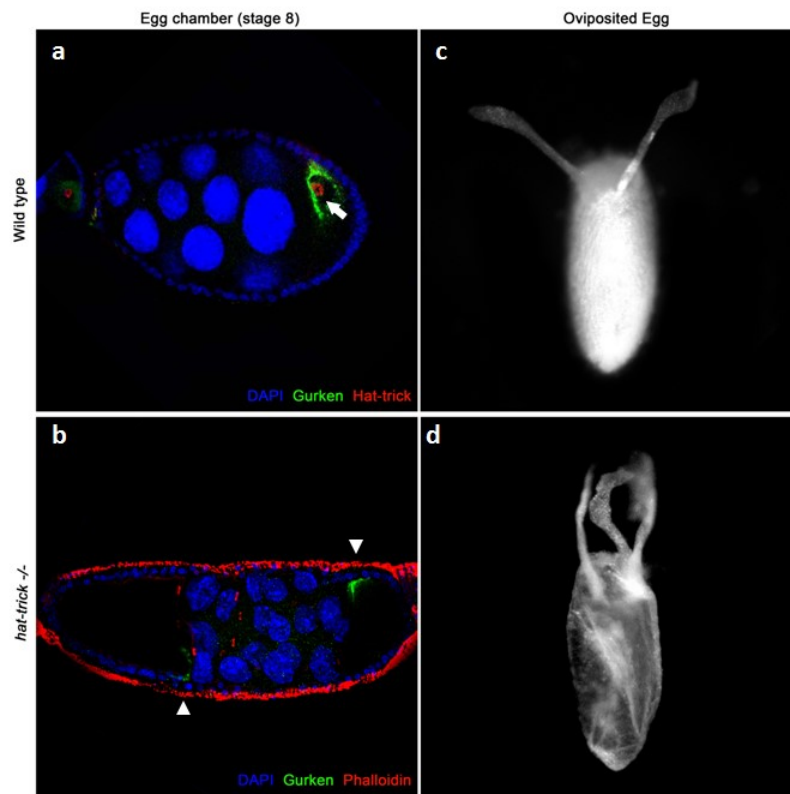 Egg chamber (stage 8)
Oviposited Egg
Wild type
a
c
DAPI Gurken Hat-trick
hat-trick -/-
b
d
DAPI Gurken Phalloidin